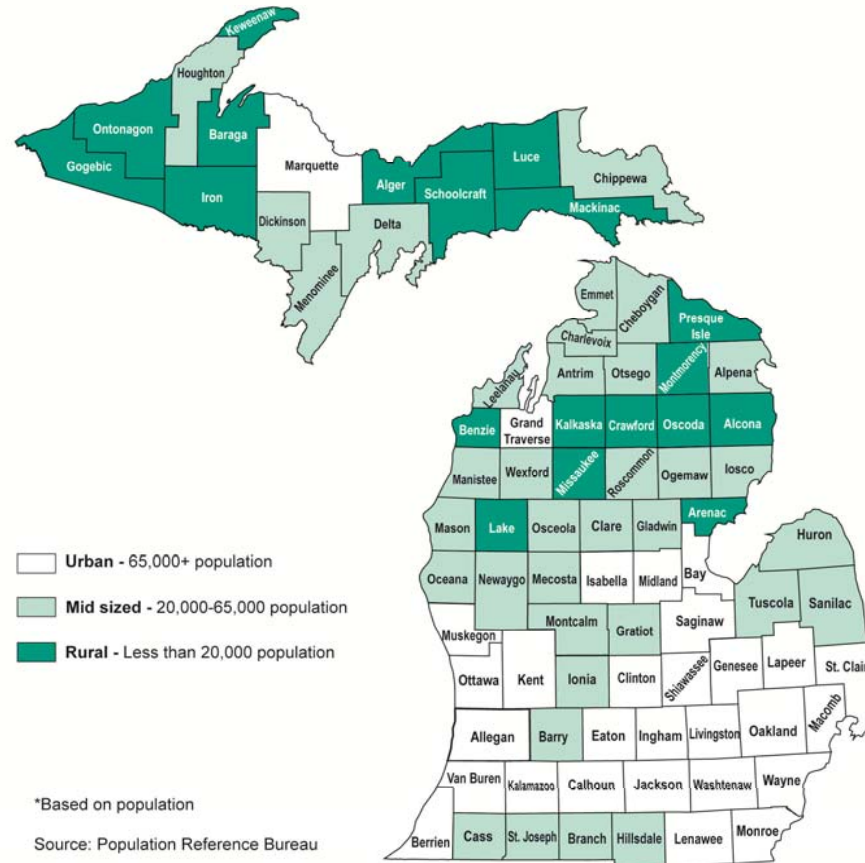 Keweenaw
Houghton
Ontonagon
Baraga
Gogebic
Marquette
Iron
Alger
Luce
Schoolcraft
Chippewa
Mackinac
Dickinson
Delta
Menominee
Emmet
Cheboygan
Presque
Isle
Charlevoix
Antrim
Otsego
Montmorency
Alpena
Leelanau
Benzie
Grand
Traverse
Kalkaska
Crawford
Oscoda
Alcona
Manistee
Wexford
Missaukee
Roscommon
Ogemaw
Iosco
Mason
Lake
Osceola
Clare
Gladwin
Arenac
Huron
Oceana
Newaygo
Mecosta
Isabella
Midland
Bay
Tuscola
Sanilac
Muskegon
Montcalm
Gratiot
Saginaw
Ottawa
Kent
Ionia
Clinton
Shiawassee
Genesee
Lapeer
St. Clair
Allegan
Barry
Eaton
Ingham
Livingston
Oakland
Macomb
Van Buren
Kalamazoo
Calhoun
Jackson
Washtenaw
Wayne
Berrien
Cass
St. Joseph
Branch
Hillsdale
Lenawee
Monroe
Urban - 65,000+ population
Mid sized - 20,000-65,000 population
Rural - Less than 20,000 population
*Based on population
Source: Population Reference Bureau